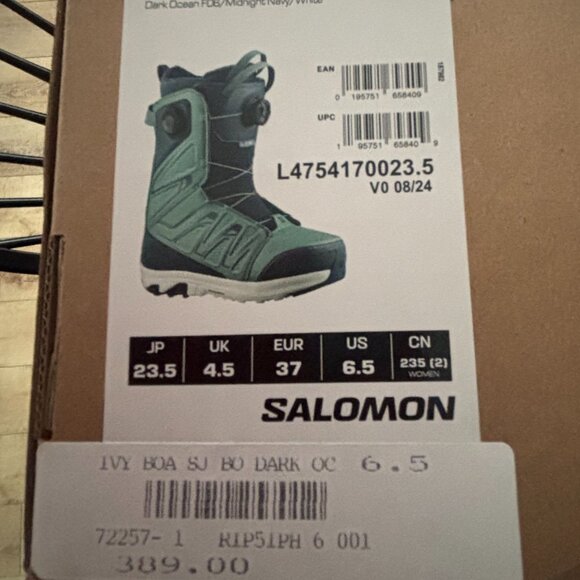 Dark Ocean FOB/Midnight Navy/White
EAN
0 195751 658409
187982
UPC
1 95751 65840 9
L4754170023.5
V0 08/24
JP UK EUR US CN
23.5 4.5 37 6.5 235 (2)
WOMEN
SALOMON
IVY BOA SJ BO DARK OC 6.5
72257- 1 RIP51PH 6 001
389.00